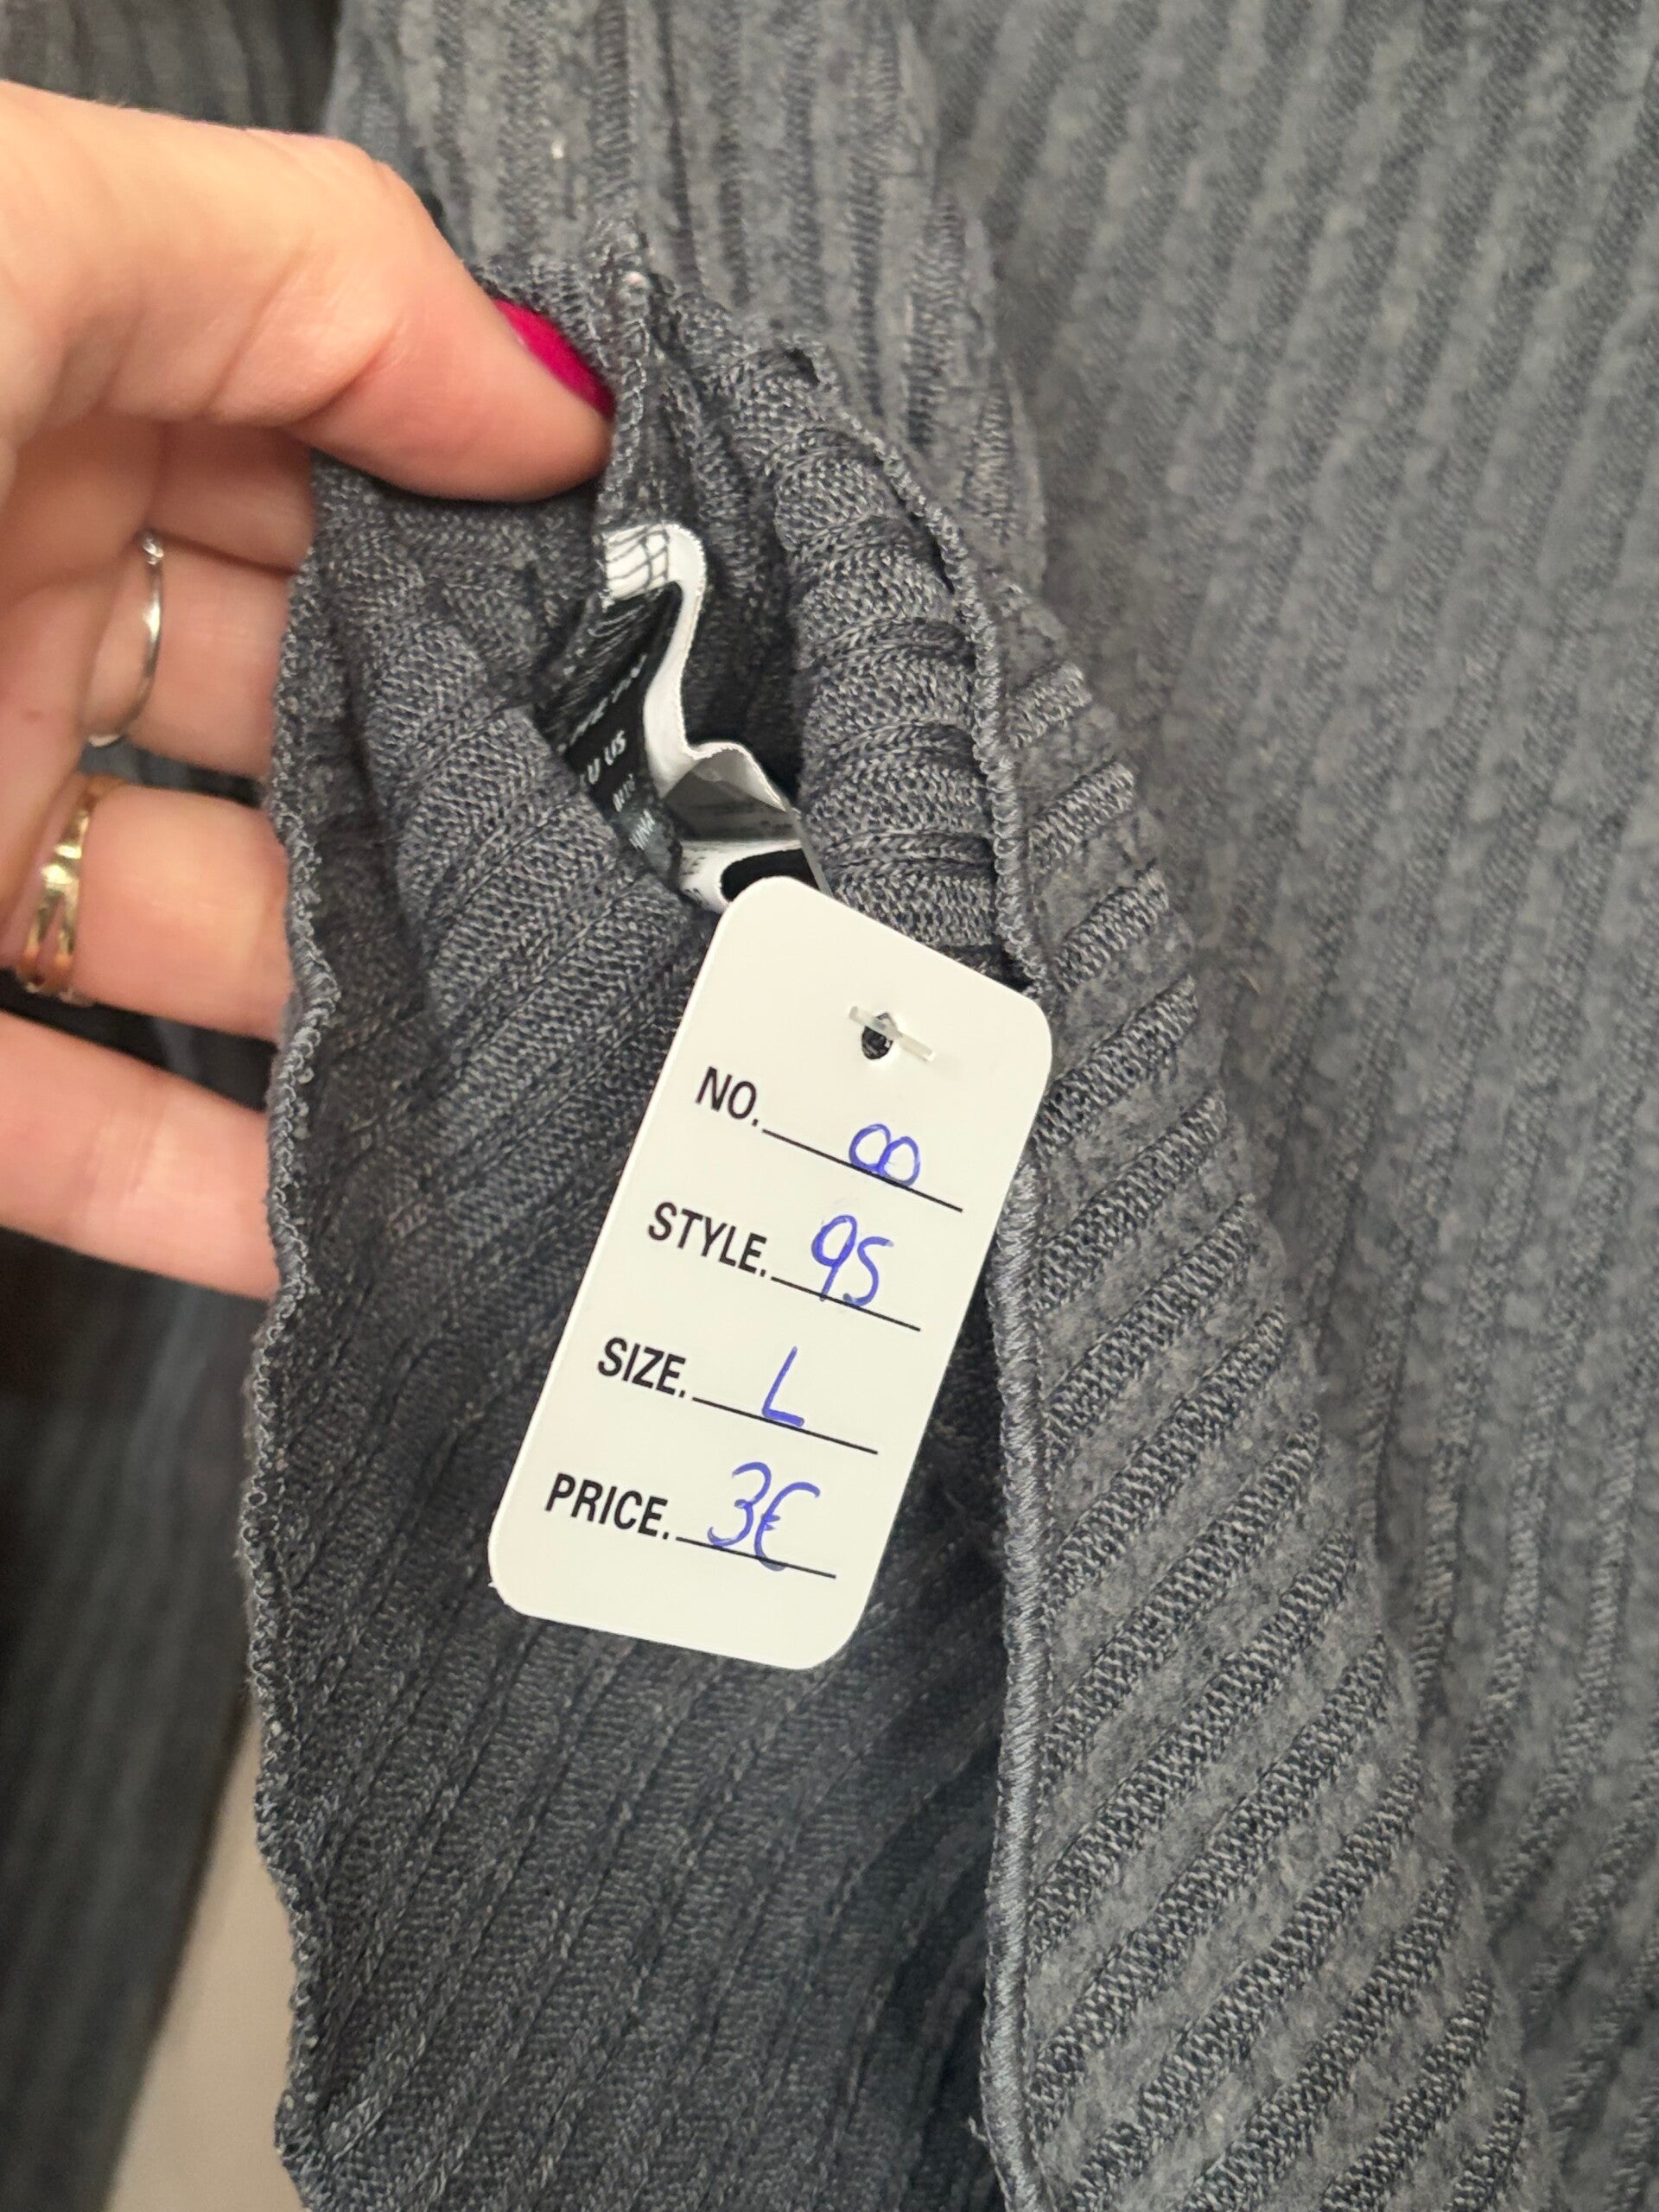 NO. 8
STYLE. 95
SIZE. L
PRICE. 3€